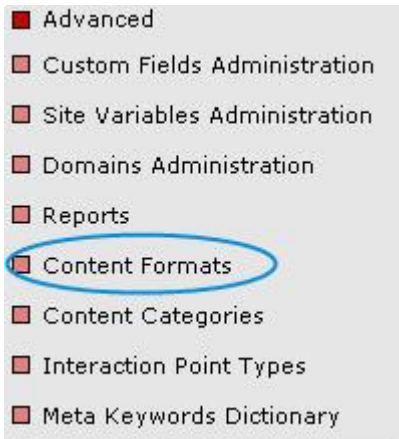 Advanced
Custom Fields Administration
Site Variables Administration
Domains Administration
Reports
Content Formats
Content Categories
Interaction Point Types
Meta Keywords Dictionary